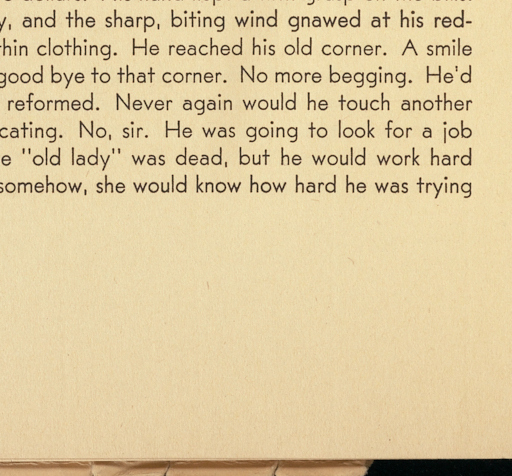 y, and the sharp, biting wind gnawed at his red-
thin clothing. He reached his old corner. A smile
good bye to that corner. No more begging. He'd
reformed. Never again would he touch another
cating. No, sir. He was going to look for a job
e "old lady" was dead, but he would work hard
somehow, she would know how hard he was trying